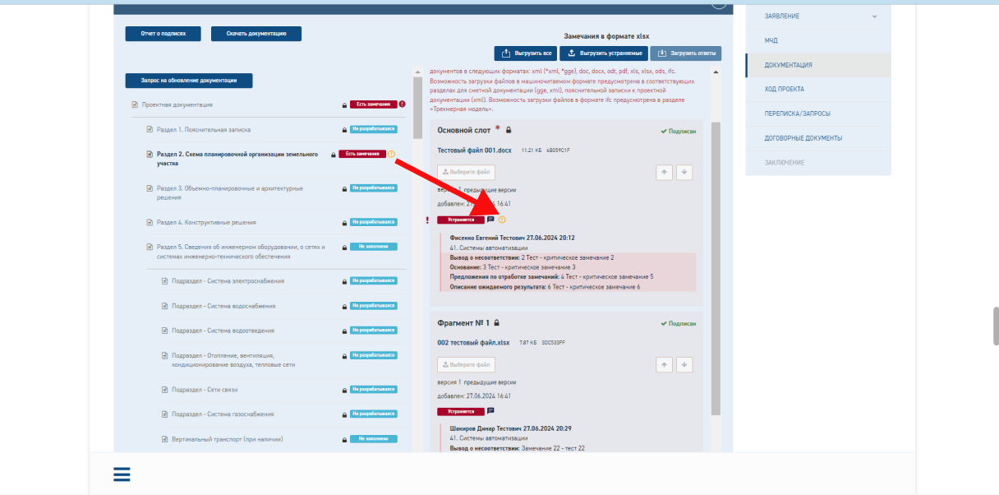 Отчет о подписях
Скачать документацию
Замечания в формате xlsx
Выгрузить все
Выгрузить устраняемые
Загрузить ответы
Запрос на обновление документации
Проектная документация
Есть замечания
Раздел 1. Пояснительная записка
Не разрабатывался
Раздел 2. Схема планировочной организации земельного
участка
Есть замечания
Раздел 3. Объемно-планировочные и архитектурные
решения
Не разрабатывался
Раздел 4. Конструктивные решения
Не разрабатывался
Раздел 5. Сведения об инженерном оборудовании, о сетях и
системах инженерно-технического обеспечения
Не заполнено
Подраздел - Система электроснабжения
Не разрабатывался
Подраздел - Система водоснабжения
Не разрабатывался
Подраздел - Система водоотведения
Не разрабатывался
Подраздел - Отопление, вентиляция,
кондиционирование воздуха, тепловые сети
Не разрабатывался
Подраздел - Сети связи
Не разрабатывался
Подраздел - Система газоснабжения
Не разрабатывался
Вертикальный транспорт (при наличии)
Не заполнено
документов в следующих форматах: xml (*xml, *gge), doc, docx, odt, pdf, xls, xlsx, ods, ifc.
Возможность загрузки файлов в машиночитаемом формате предусмотрена в соответствующих
разделах для сметной документации (gge, xml), пояснительной записки к проектной
документации (xml). Возможность загрузки файлов в формате ifc предусмотрена в разделе
«Трехмерная модель».
Основной слот *
Подписан
Тестовый файл 001.docx 11.21 КБ 6B059C1F
Выберите файл
версия 1 предыдущие версии
добавлен: 27.06.2024 16:41
! Устраняется
Фисенко Евгений Тестович 27.06.2024 20:12
41. Системы автоматизации
Вывод о несоответствии: 2 Тест - критическое замечание 2
Основание: 3 Тест - критическое замечание 3
Предложения по отработке замечаний: 4 Тест - критическое замечание 5
Описание ожидаемого результата: 6 Тест - критическое замечание 6
Фрагмент № 1
Подписан
002 тестовый файл.xlsx 7.87 КБ 3DC533FF
Выберите файл
версия 1 предыдущие версии
добавлен: 27.06.2024 16:41
Устраняется
Шакиров Динар Тестович 27.06.2024 20:29
41. Системы автоматизации
Вывод о несоответствии: Замечание 22 - тест 22
ЗАЯВЛЕНИЕ
МЧД
ДОКУМЕНТАЦИЯ
ХОД ПРОЕКТА
ПЕРЕПИСКА/ЗАПРОСЫ
ДОГОВОРНЫЕ ДОКУМЕНТЫ
ЗАКЛЮЧЕНИЕ